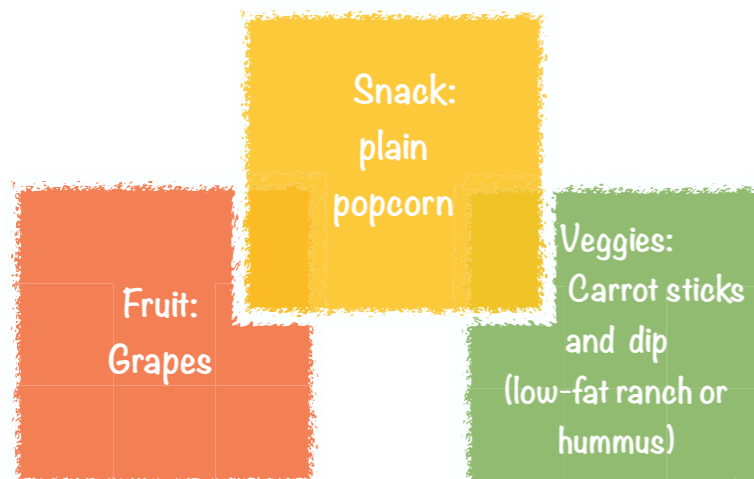 Snack:
plain
popcorn
Fruit:
Grapes
Veggies:
Carrot sticks
and dip
(low-fat ranch or
hummus)